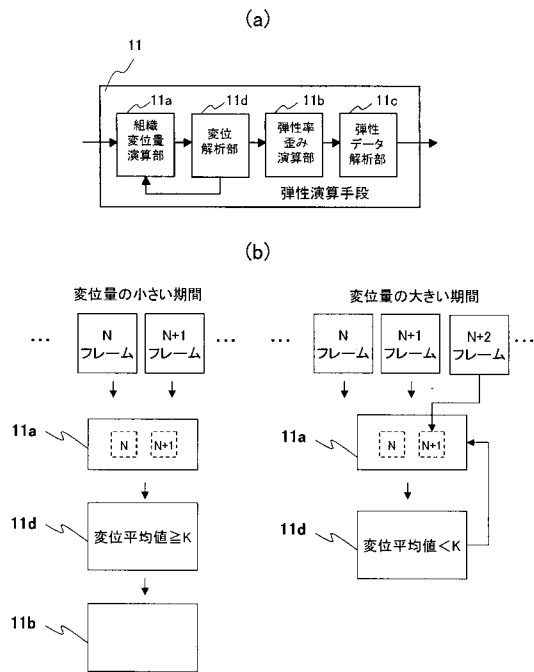 (a)
11
11a
組織
変位量
演算部
11d
変位
解析部
11b
弾性率
歪み
演算部
11c
弾性
データ
解析部
弾性演算手段
(b)
変位量の小さい期間
… N
フレーム
N+1
フレーム …
11a
N
N+1
11d
変位平均値≧K
11b
変位量の大きい期間
… N
フレーム
N+1
フレーム
N+2
フレーム …
11a
N
N+1
11d
変位平均値<K